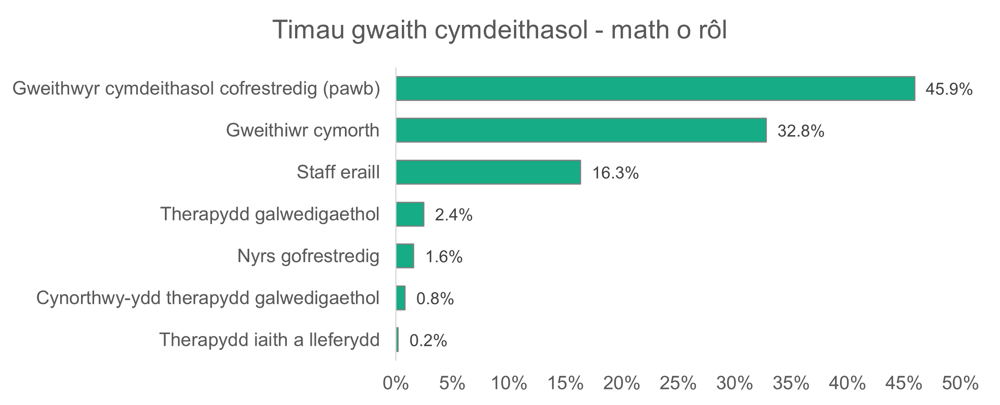 Timau gwaith cymdeithasol - math o rôl
Gweithwyr cymdeithasol cofrestredig (pawb) 45.9%
Gweithiwr cymorth 32.8%
Staff eraill 16.3%
Therapydd galwedigaethol 2.4%
Nyrs gofrestredig 1.6%
Cynorthwy-ydd therapydd galwedigaethol 0.8%
Therapydd iaith a lleferydd 0.2%
0% 5% 10% 15% 20% 25% 30% 35% 40% 45% 50%